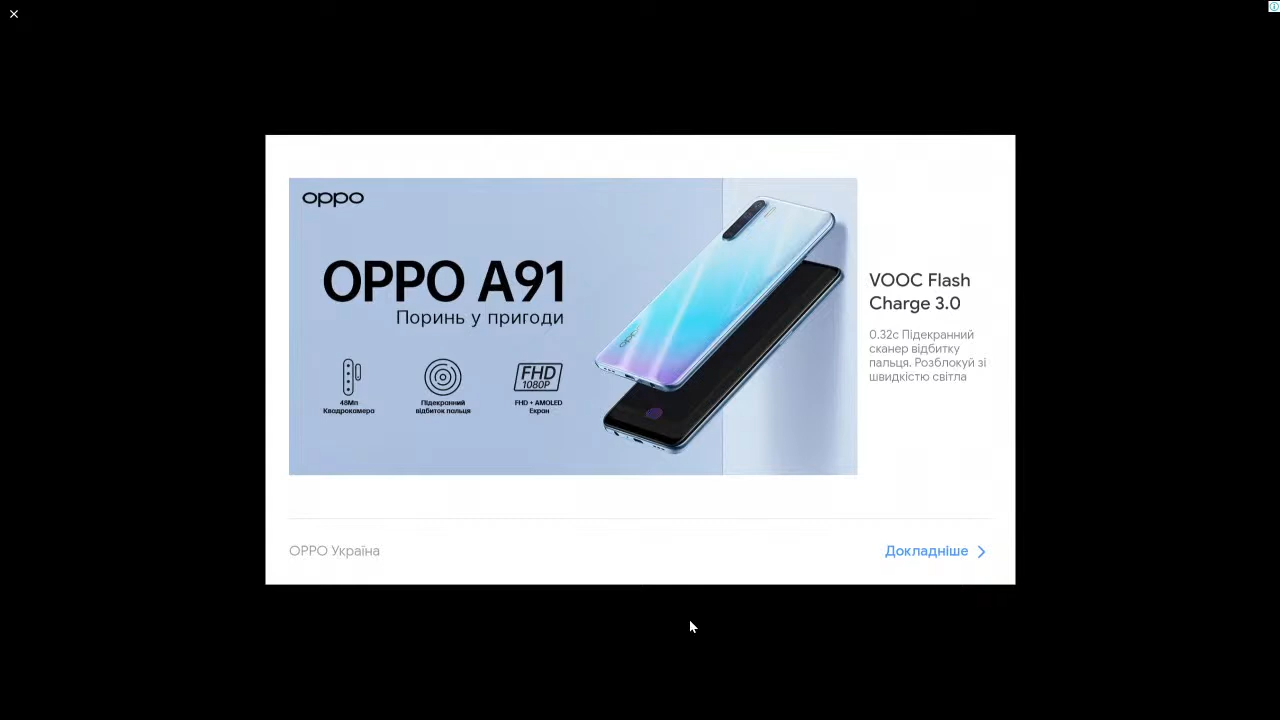 oppo
OPPO A91
Поринь у пригоди
48Мп
Квадрокамера
Підекранний
відбиток пальця
FHD
1080P
FHD + AMOLED
Екран
oppo
VOOC Flash
Charge 3.0
0.32с Підекранний
сканер відбитку
пальця. Розблокуй зі
швидкістю світла
OPPO Україна
Докладніше